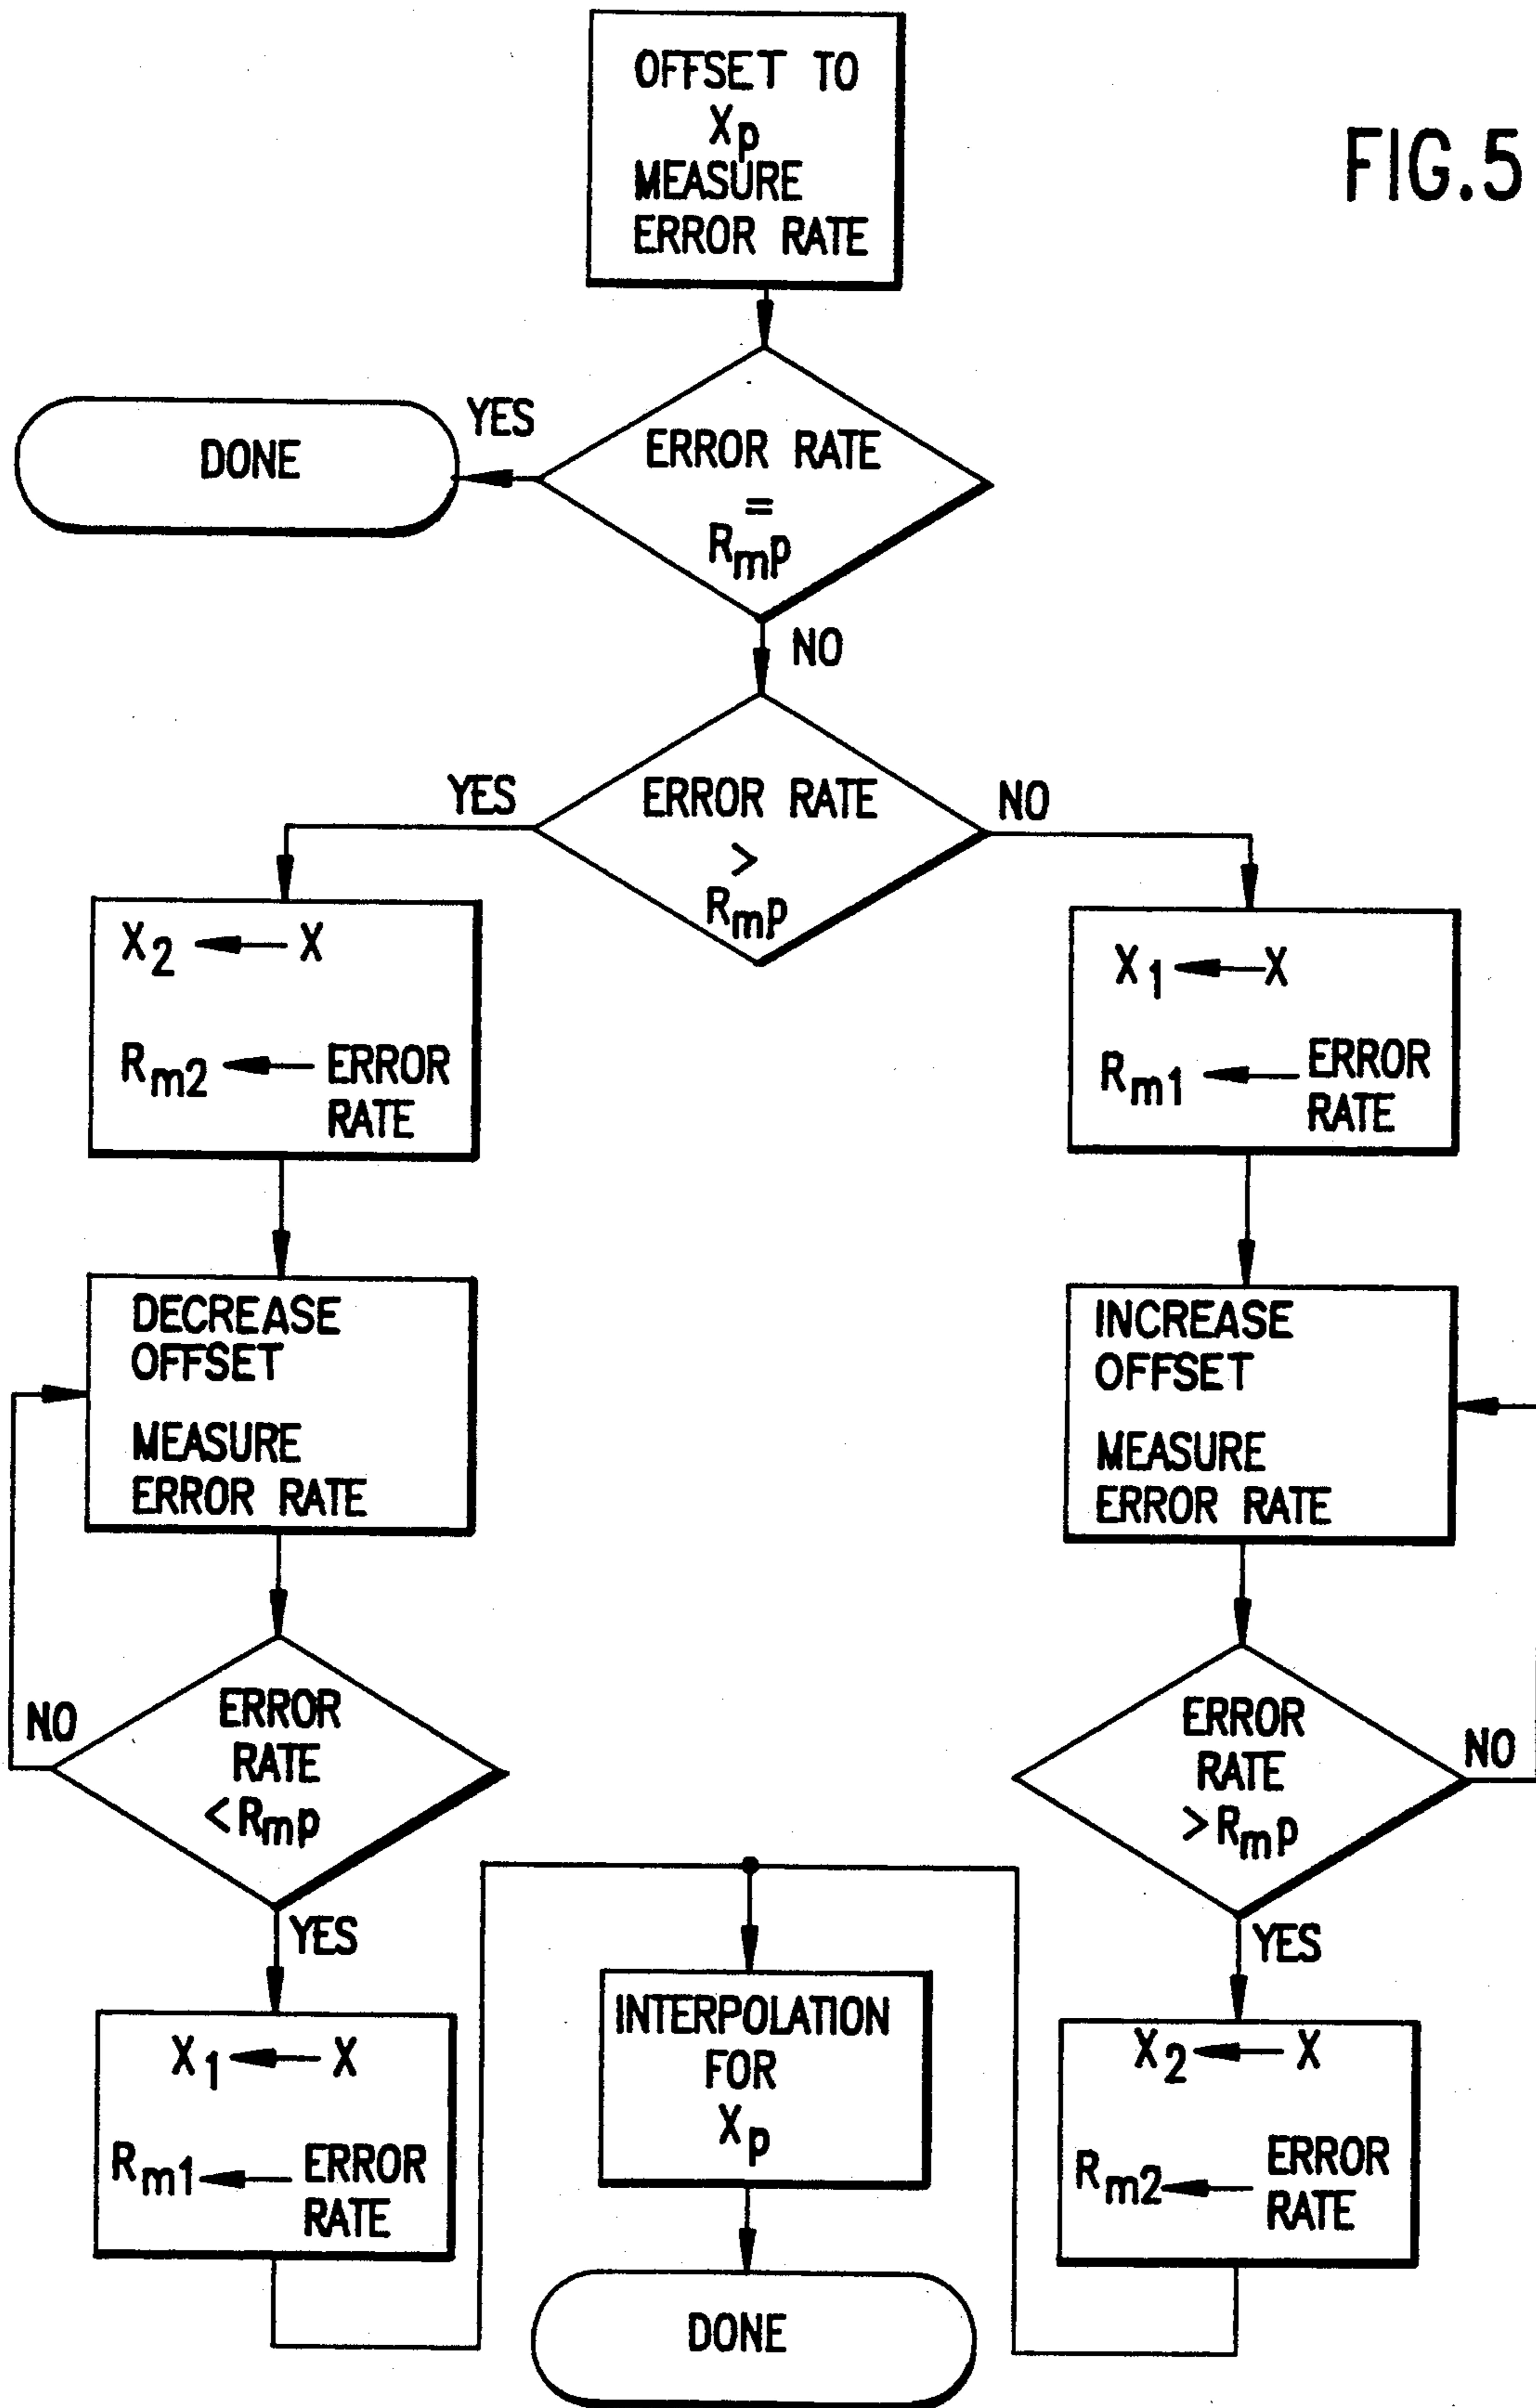 FIG.5
OFFSET TO
Xp
MEASURE
ERROR RATE
YES
DONE
ERROR RATE
=
Rmp
NO
YES
ERROR RATE
>
Rmp
NO
X2 ← X
Rm2 ← ERROR
RATE
X1 ← X
Rm1 ← ERROR
RATE
DECREASE
OFFSET
MEASURE
ERROR RATE
INCREASE
OFFSET
MEASURE
ERROR RATE
NO
ERROR
RATE
<Rmp
YES
ERROR
RATE
>Rmp
NO
YES
X1 ← X
Rm1 ← ERROR
RATE
INTERPOLATION
FOR
Xp
X2 ← X
Rm2 ← ERROR
RATE
DONE